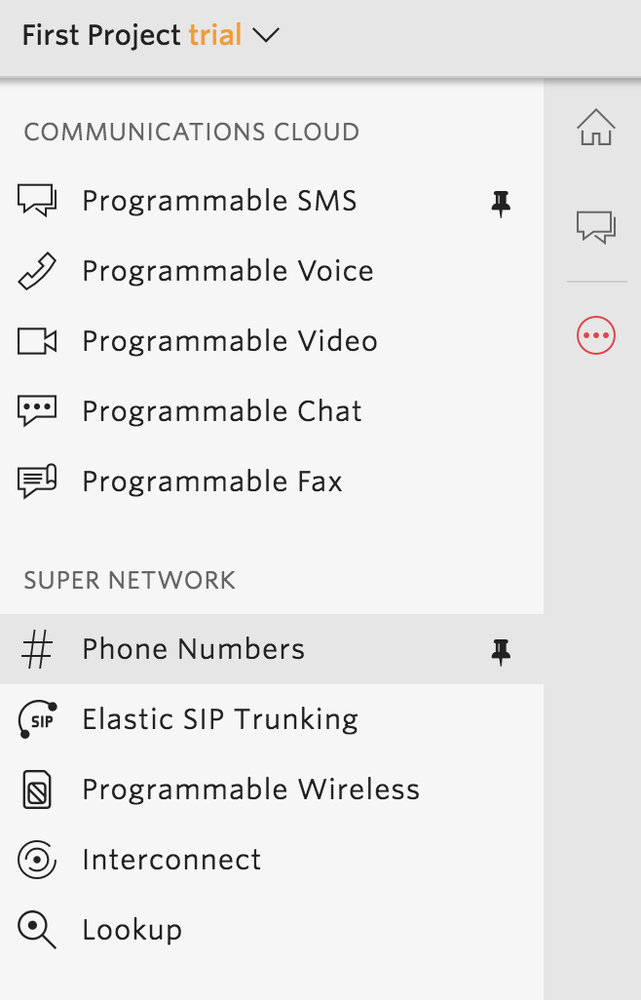 First Project trial
COMMUNICATIONS CLOUD
Programmable SMS
Programmable Voice
Programmable Video
Programmable Chat
Programmable Fax
SUPER NETWORK
Phone Numbers
SIP Elastic SIP Trunking
Programmable Wireless
Interconnect
Lookup